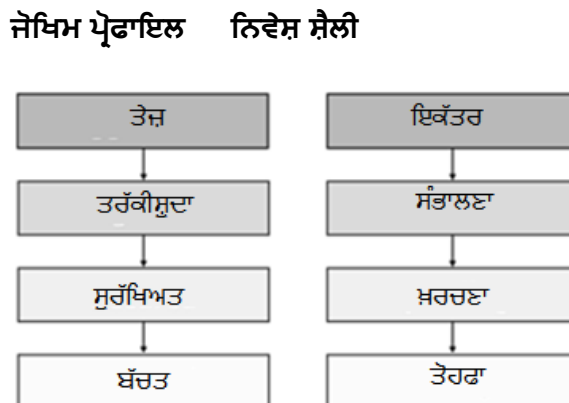 ਜੋਖਿਮ ਪ੍ਰੋਫਾਇਲ ਨਿਵੇਸ਼ ਸ਼ੈਲੀ
ਤੇਜ਼ ਇਕੱਤਰ
ਤਰੱਕੀਸ਼ੁਦਾ ਸੰਭਾਲਣਾ
ਸੁਰੱਖਿਅਤ ਖ਼ਰਚਣਾ
ਬੱਚਤ ਤੋਹਫਾ